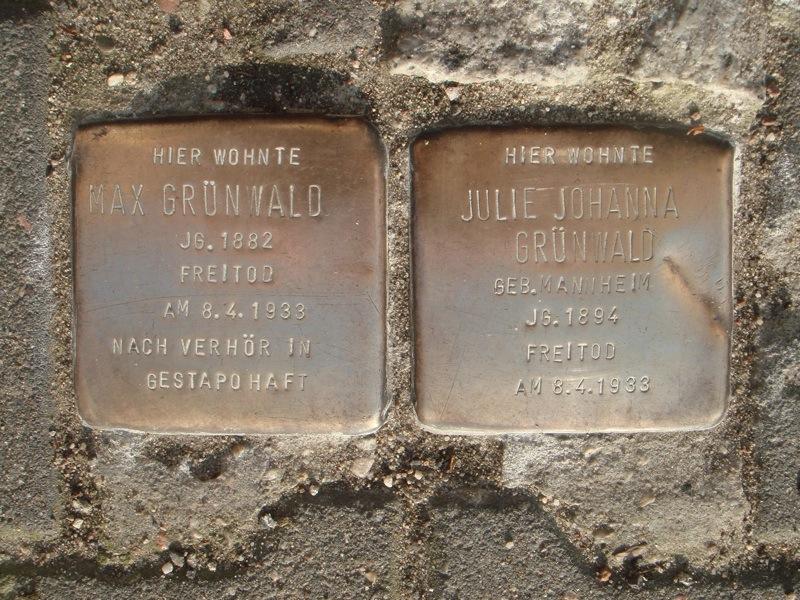 HIER WOHNTE
MAX GRÜNWALD
JG. 1882
FREITOD
AM 8.4.1933
NACH VERHÖR IN
GESTAPOHAFT
HIER WOHNTE
JULIE JOHANNA
GRÜNWALD
GEB. MANNHEIM
JG. 1894
FREITOD
AM 8.4.1933